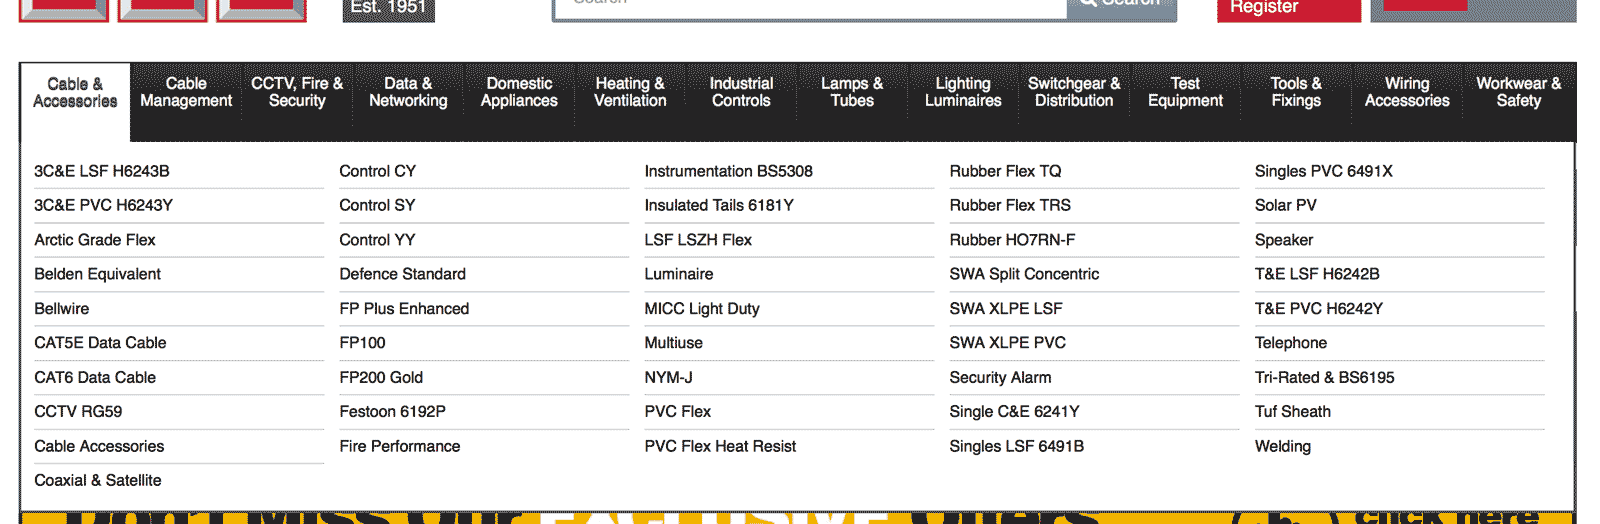 Est. 1951
Search
Search
Register
Cable &
Accessories
Cable
Management
CCTV, Fire &
Security
Data &
Networking
Domestic
Appliances
Heating &
Ventilation
Industrial
Controls
Lamps &
Tubes
Lighting
Luminaires
Switchgear &
Distribution
Test
Equipment
Tools &
Fixings
Wiring
Accessories
Workwear &
Safety
3C&E LSF H6243B
3C&E PVC H6243Y
Arctic Grade Flex
Belden Equivalent
Bellwire
CAT5E Data Cable
CAT6 Data Cable
CCTV RG59
Cable Accessories
Coaxial & Satellite
Control CY
Control SY
Control YY
Defence Standard
FP Plus Enhanced
FP100
FP200 Gold
Festoon 6192P
Fire Performance
Instrumentation BS5308
Insulated Tails 6181Y
LSF LSZH Flex
Luminaire
MICC Light Duty
Multiuse
NYM-J
PVC Flex
PVC Flex Heat Resist
Rubber Flex TQ
Rubber Flex TRS
Rubber HO7RN-F
SWA Split Concentric
SWA XLPE LSF
SWA XLPE PVC
Security Alarm
Single C&E 6241Y
Singles LSF 6491B
Singles PVC 6491X
Solar PV
Speaker
T&E LSF H6242B
T&E PVC H6242Y
Telephone
Tri-Rated & BS6195
Tuf Sheath
Welding
Don't Miss Our EXCLUSIVE Offers
click here